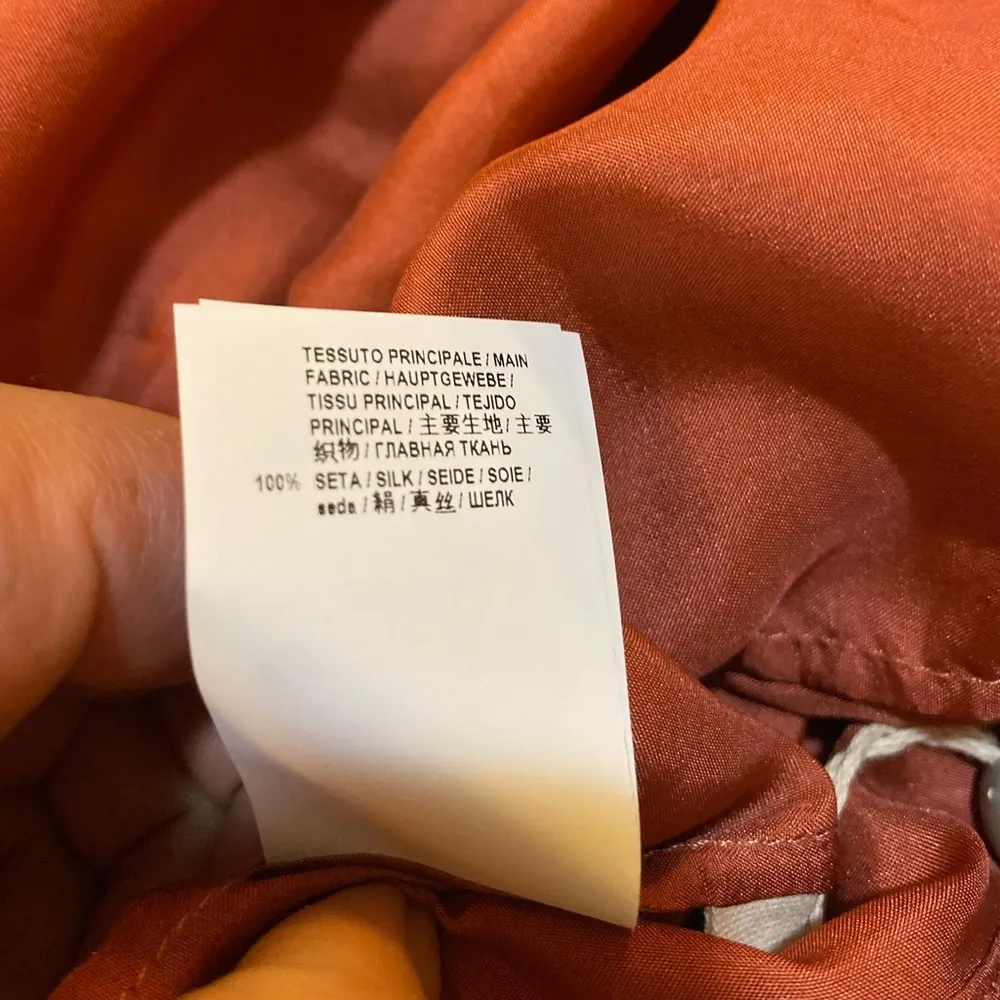 TESSUTO PRINCIPALE / MAIN
FABRIC / HAUPTGEWEBE /
TISSU PRINCIPAL / TEJIDO
PRINCIPAL / 主要生地 / 主要
织物 / ГЛАВНАЯ ТКАНЬ
100% SETA / SILK / SEIDE / SOIE /
seda / 絹 / 真丝 / ШЕЛК